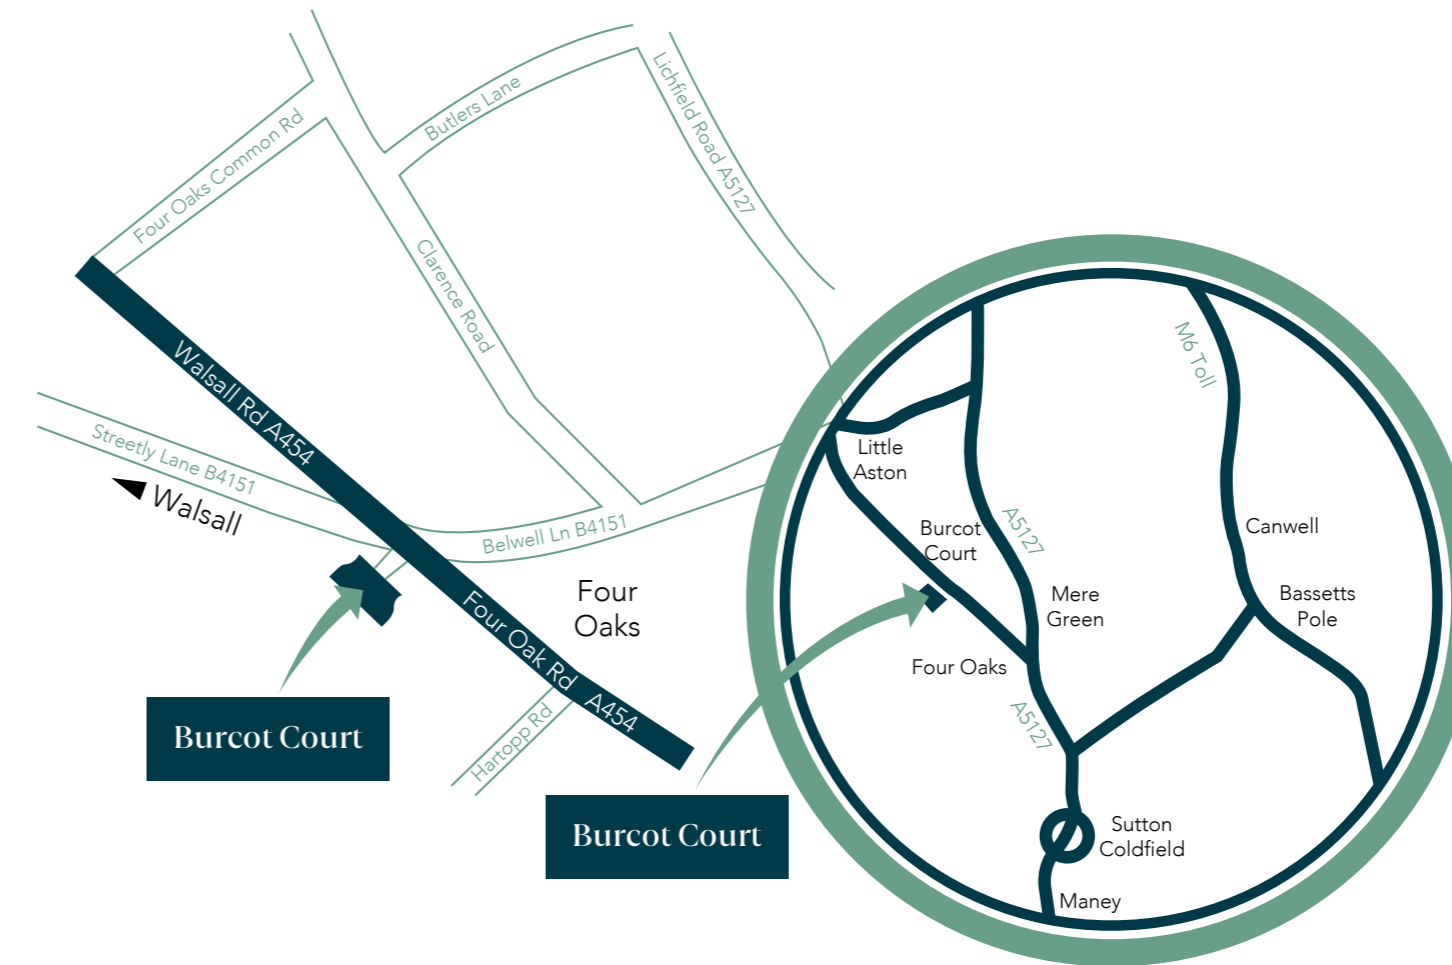 Butlers Lane
Lichfield Road A5127
Four Oaks Common Rd
Clarence Road
Walsall Rd A454
Streetly Lane B4151
Walsall
Belwell Ln B4151
Four
Oaks
Four Oak Rd A454
Hartopp Rd
Burcot Court
Burcot Court
M6 Toll
Little
Aston
Burcot
Court
A5127
Canwell
Mere
Green
Bassetts
Pole
Four Oaks
A5127
Sutton
Coldfield
Maney